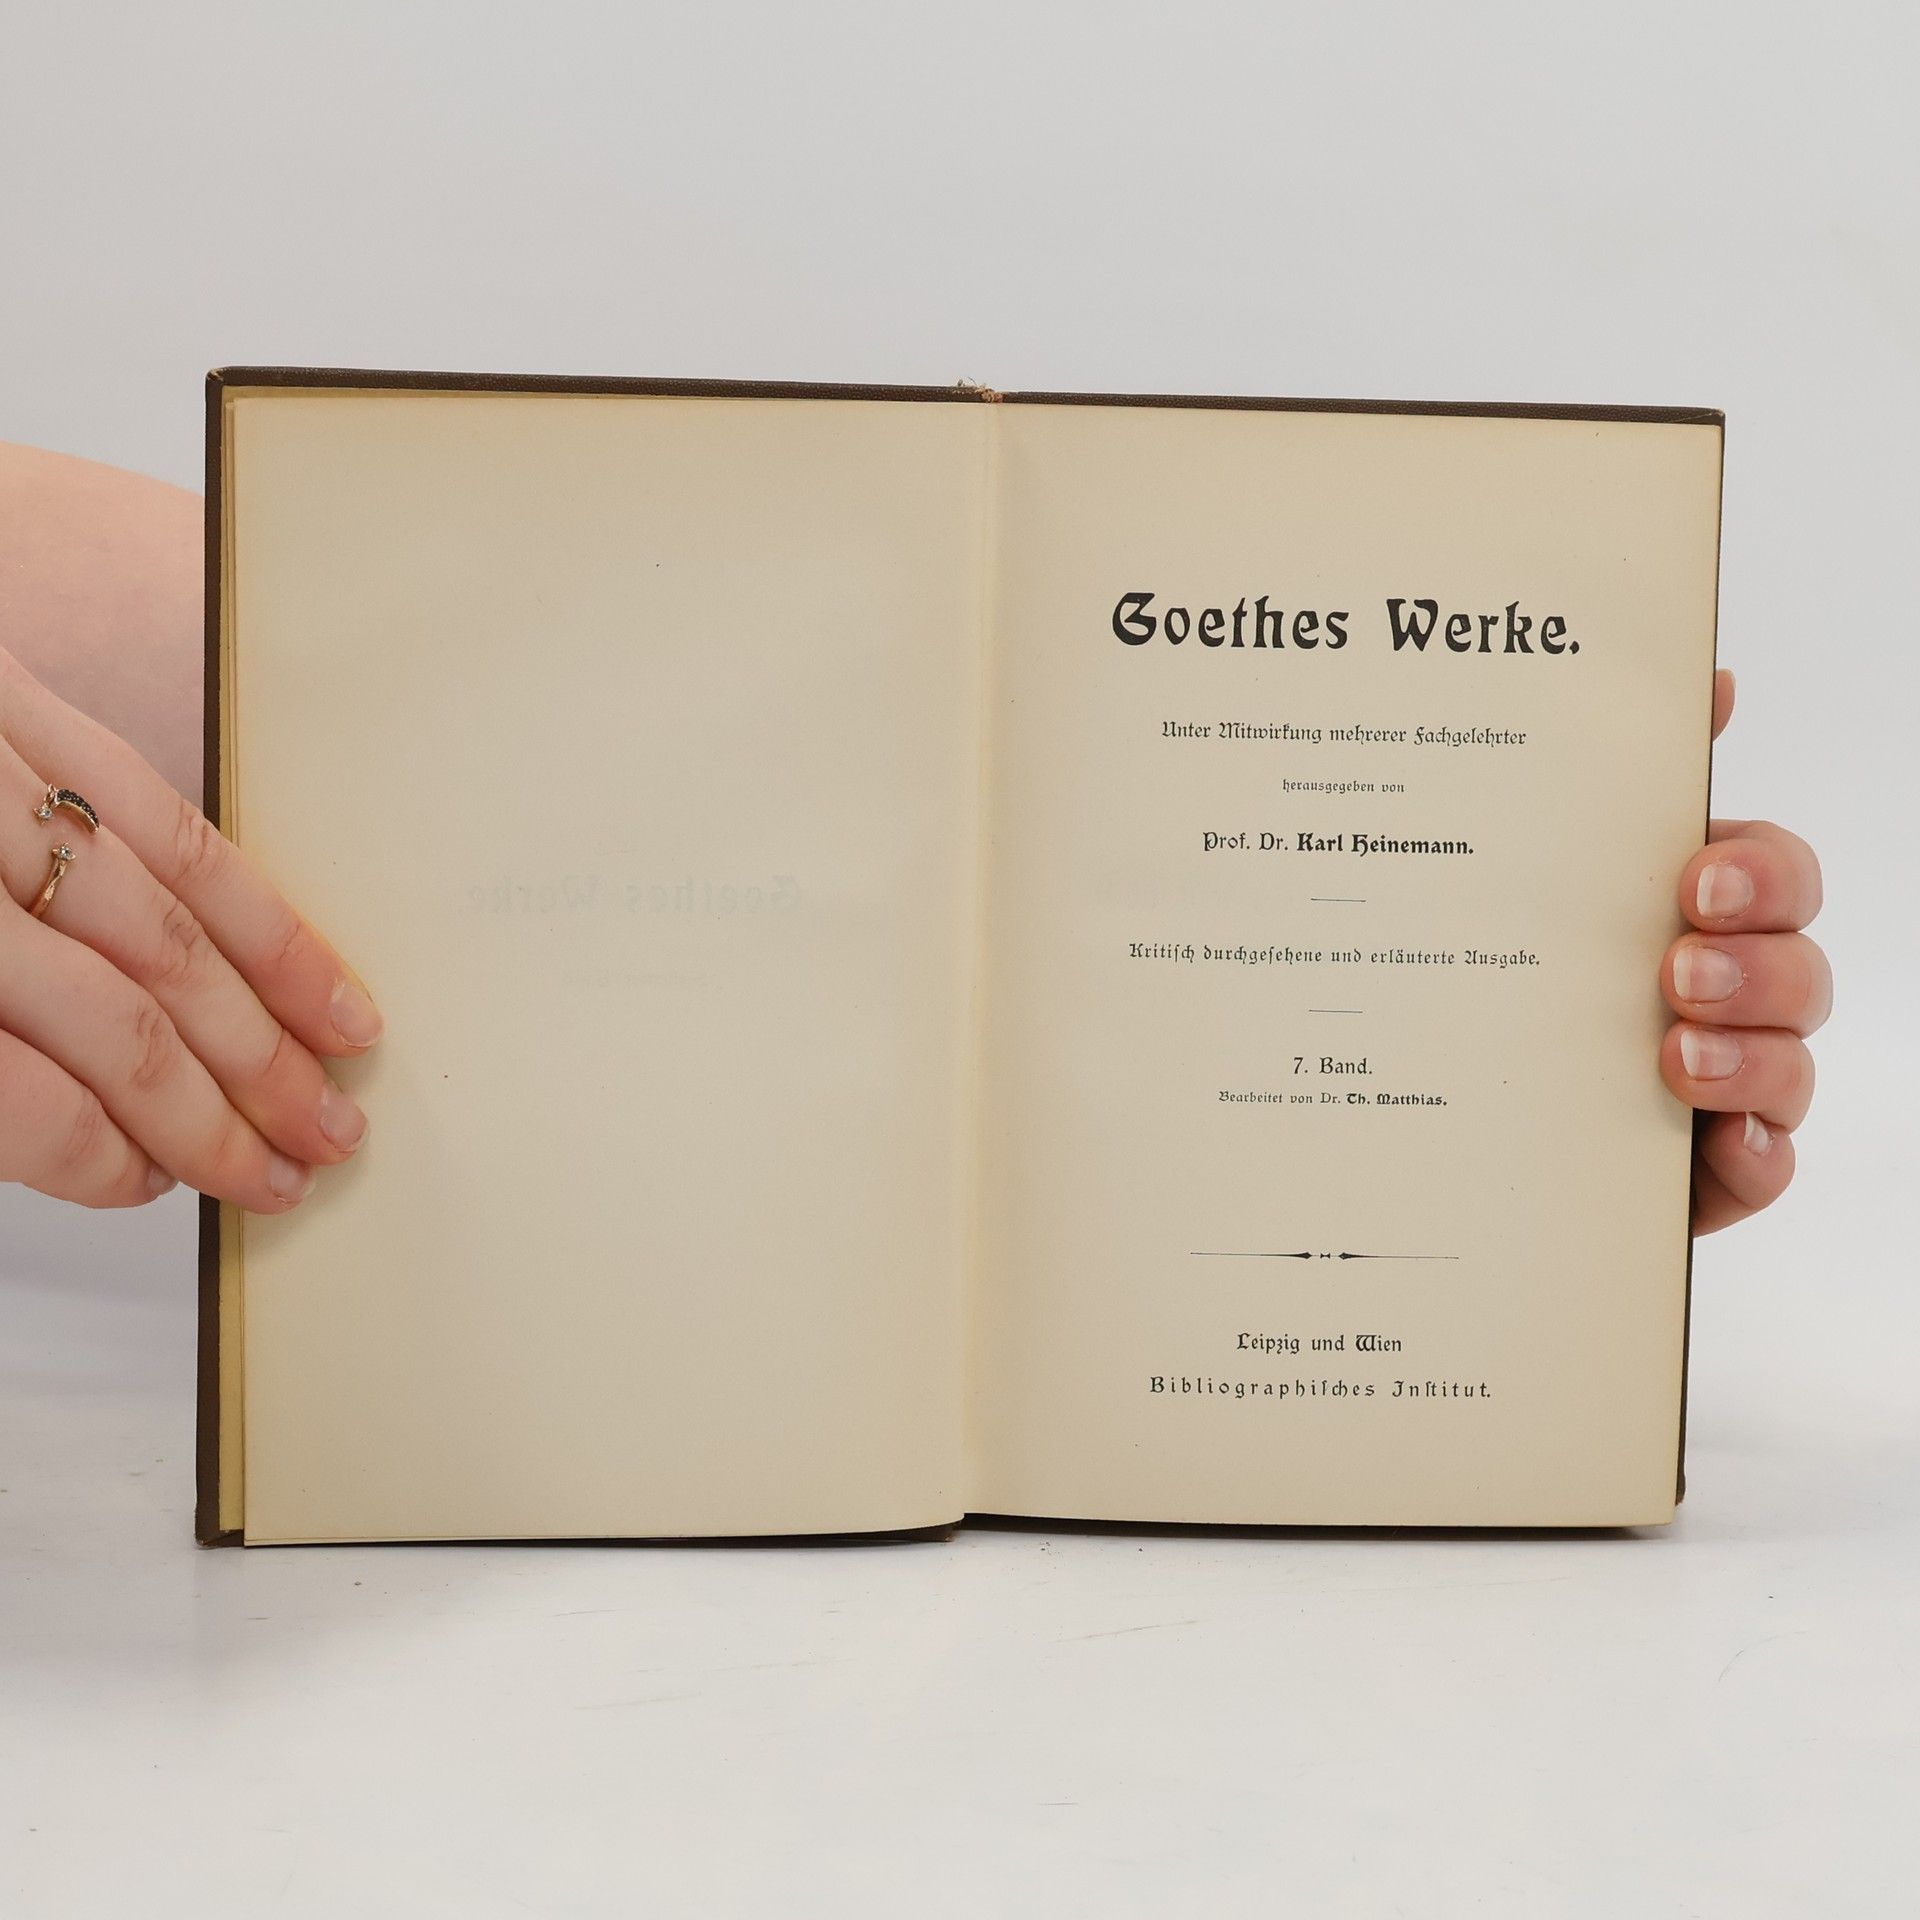 Goethes Werke.
Unter Mitwirkung mehrerer Fachgelehrter
herausgegeben von
Prof. Dr. Karl Heinemann.
Kritiſch durchgeſehene und erläuterte Ausgabe.
7. Band.
Bearbeitet von Dr. Th. Matthias.
Leipzig und Wien
Bibliographiſches Inſtitut.